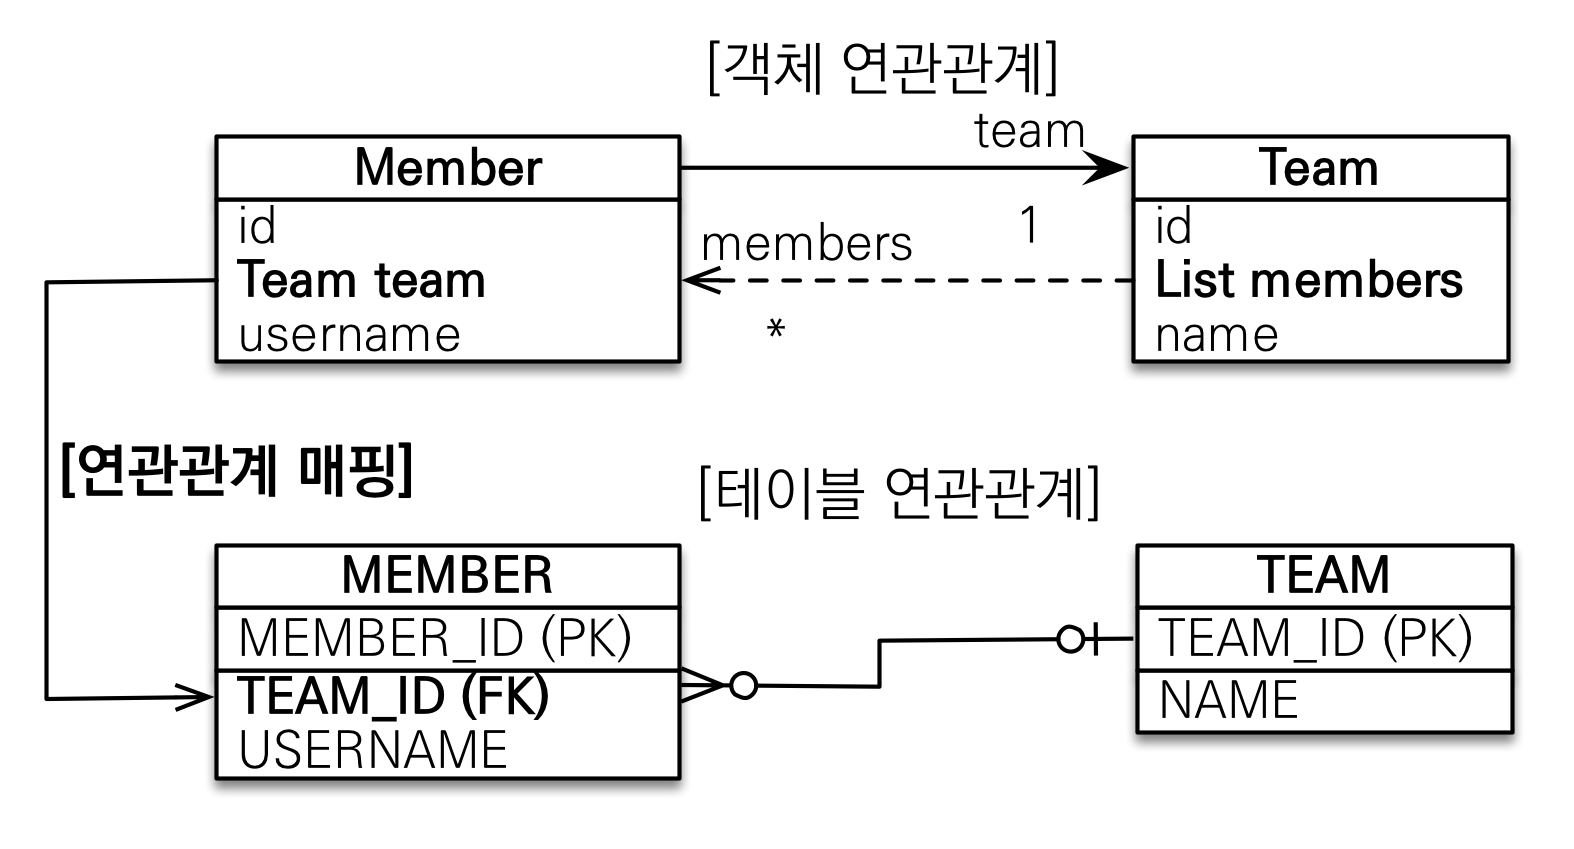 [객체 연관관계]
team
Member
id
Team team
username
members
1
*
Team
id
List members
name
[연관관계 매핑]
[테이블 연관관계]
MEMBER
MEMBER_ID (PK)
TEAM_ID (FK)
USERNAME
TEAM
TEAM_ID (PK)
NAME